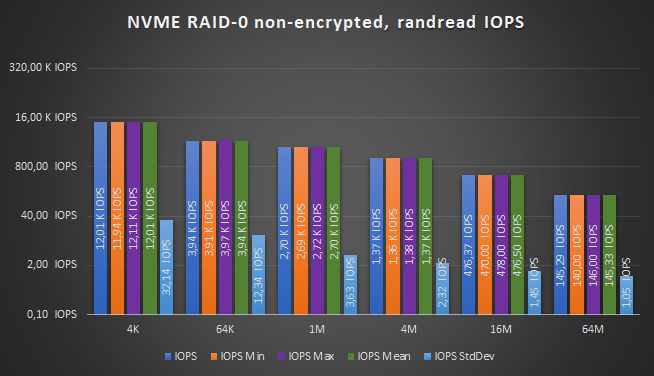 NVME RAID-0 non-encrypted, randread IOPS
320,00 K IOPS
16,00 K IOPS
800,00 IOPS
40,00 IOPS
2,00 IOPS
0,10 IOPS
12,01 K IOPS
11,94 K IOPS
12,11 K IOPS
12,01 K IOPS
32,14 IOPS
3,94 K IOPS
3,91 K IOPS
3,97 K IOPS
3,94 K IOPS
12,34 IOPS
2,70 K IOPS
2,69 K IOPS
2,72 K IOPS
2,70 K IOPS
3,63 IOPS
1,37 K IOPS
1,36 K IOPS
1,38 K IOPS
1,37 K IOPS
2,32 IOPS
476,37 IOPS
470,00 IOPS
478,00 IOPS
476,50 IOPS
1,45 IOPS
145,29 IOPS
140,00 IOPS
146,00 IOPS
145,33 IOPS
1,05 IOPS
4K 64K 1M 4M 16M 64M
IOPS IOPS Min IOPS Max IOPS Mean IOPS StdDev